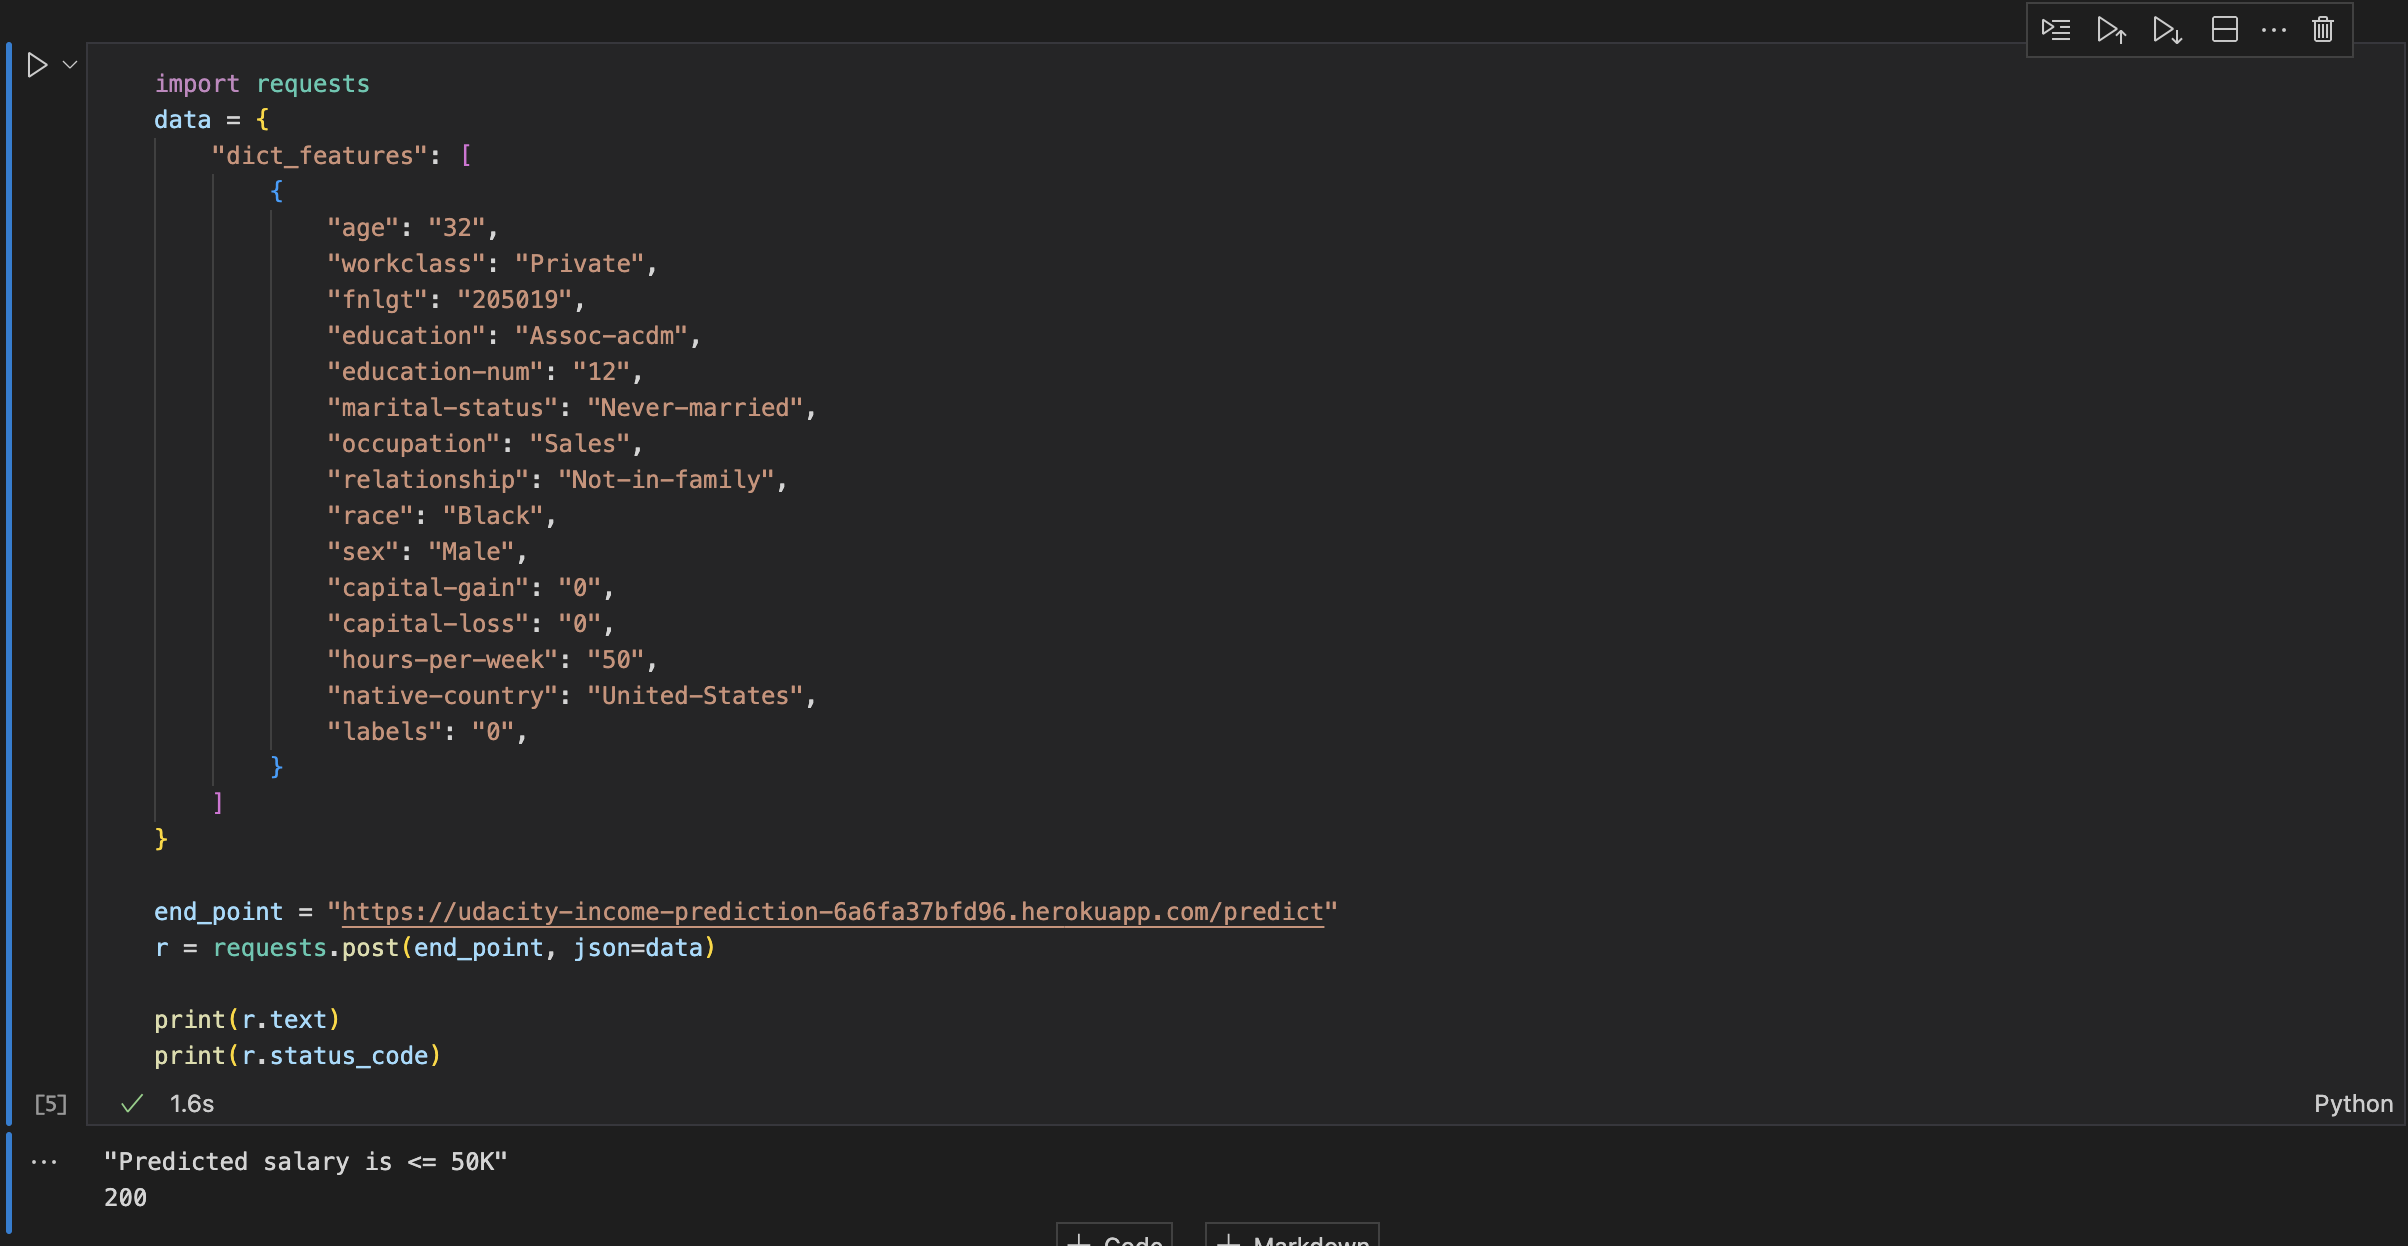 import requests
data = {
    "dict_features": [
        {
            "age": "32",
            "workclass": "Private",
            "fnlgt": "205019",
            "education": "Assoc-acdm",
            "education-num": "12",
            "marital-status": "Never-married",
            "occupation": "Sales",
            "relationship": "Not-in-family",
            "race": "Black",
            "sex": "Male",
            "capital-gain": "0",
            "capital-loss": "0",
            "hours-per-week": "50",
            "native-country": "United-States",
            "labels": "0",
        }
    ]
}
end_point = "https://udacity-income-prediction-6a6fa37bfd96.herokuapp.com/predict"
r = requests.post(end_point, json=data)
print(r.text)
print(r.status_code)
[5] 1.6s Python
"Predicted salary is <= 50K"
200
+ Code + Markdown